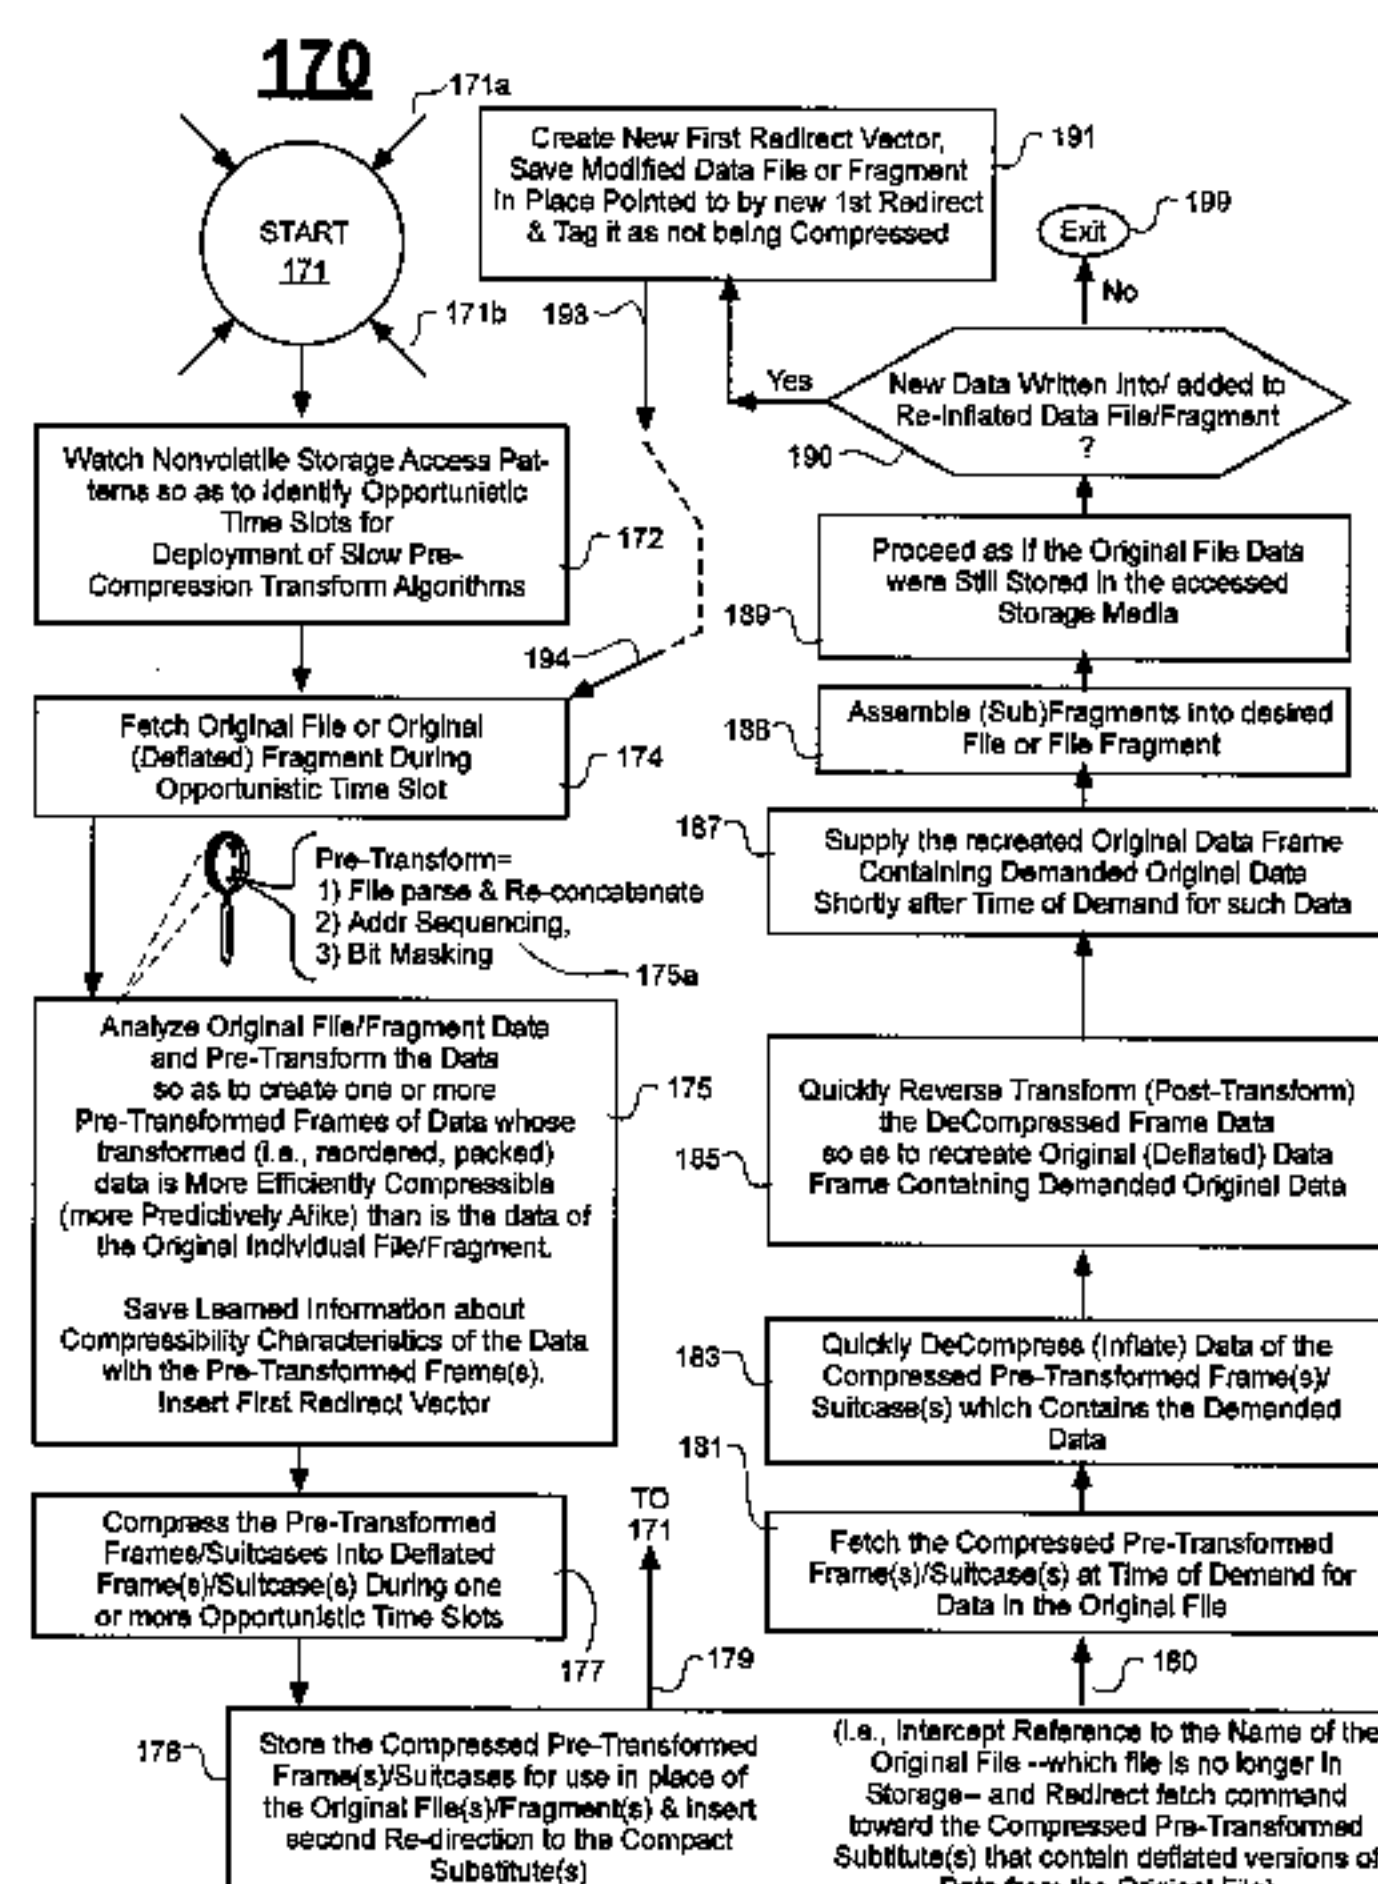 170
171a
START
171
171b
Watch Nonvolatile Storage Access Pat-
terns so as to Identify Opportunistic
Time Slots for
Deployment of Slow Pre-
Compression Transform Algorithms
172
Fetch Original File or Original
(Deflated) Fragment During
Opportunistic Time Slot
174
Pre-Transform=
1) File parse & Re-concatenate
2) Addr Sequencing,
3) Bit Masking
175a
Analyze Original File/Fragment Data
and Pre-Transform the Data
so as to create one or more
Pre-Transformed Frames of Data whose
transformed (i.e., reordered, packed)
data is More Efficiently Compressible
(more Predictively Alike) than is the data of
the Original Individual File/Fragment.
Save Learned Information about
Compressibility Characteristics of the Data
with the Pre-Transformed Frame(s).
Insert First Redirect Vector
175
Compress the Pre-Transformed
Frames/Suitcases Into Deflated
Frame(s)/Suitcase(s) During one
or more Opportunistic Time Slots
177
178
Store the Compressed Pre-Transformed
Frame(s)/Suitcases for use in place of
the Original File(s)/Fragment(s) & Insert
second Re-direction to the Compact
Substitute(s)
TO
171
179
(I.e., Intercept Reference to the Name of the
Original File --which file is no longer in
Storage-- and Redirect fetch command
toward the Compressed Pre-Transformed
Subtitute(s) that contain deflated versions of
Data from the Original File)
180
Fetch the Compressed Pre-Transformed
Frame(s)/Suitcase(s) at Time of Demand for
Data in the Original File
181
Quickly DeCompress (Inflate) Data of the
Compressed Pre-Transformed Frame(s)/
Suitcase(s) which Contains the Demanded
Data
183
Quickly Reverse Transform (Post-Transform)
the DeCompressed Frame Data
so as to recreate Original (Deflated) Data
Frame Containing Demanded Original Data
185
Supply the recreated Original Data Frame
Containing Demanded Original Data
Shortly after Time of Demand for such Data
187
Assemble (Sub)Fragments into desired
File or File Fragment
188
Proceed as if the Original File Data
were Still Stored in the accessed
Storage Media
189
New Data Written Into/ added to
Re-Inflated Data File/Fragment
?
190
No
Exit
199
Yes
Create New First Redirect Vector,
Save Modified Data File or Fragment
In Place Pointed to by new 1st Redirect
& Tag it as not being Compressed
191
193
194